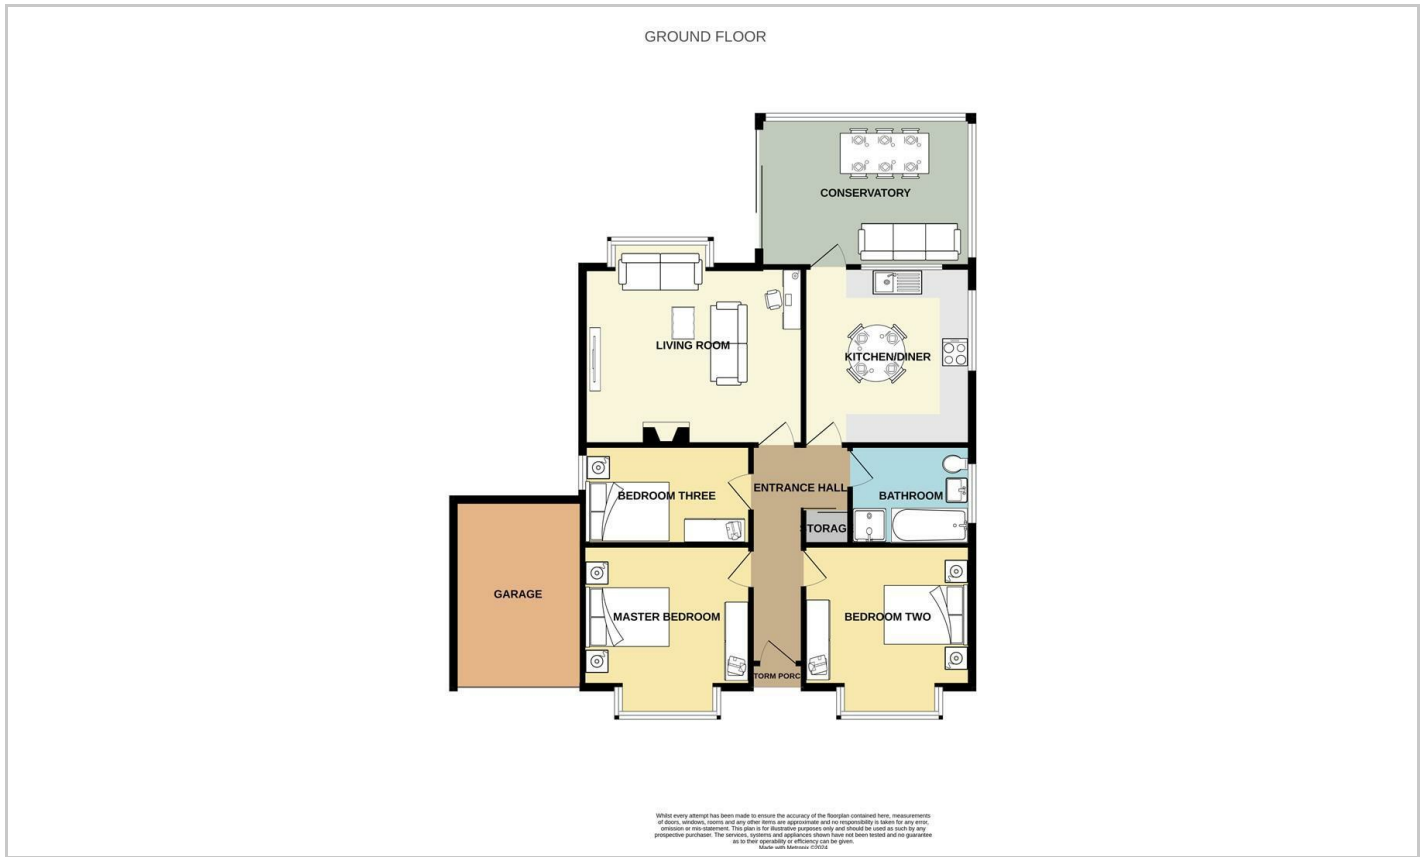 GROUND FLOOR
CONSERVATORY
LIVING ROOM
KITCHEN/DINER
BEDROOM THREE
ENTRANCE HALL
BATHROOM
TORAG
GARAGE
MASTER BEDROOM
BEDROOM TWO
TORM PORC
Whilst every attempt has been made to ensure the accuracy of the floorplan contained here, measurements
of doors, windows, rooms and any other items are approximate and no responsibility is taken for any error,
omission or mis-statement. This plan is for illustrative purposes only and should be used as such by any
prospective purchaser. The services, systems and appliances shown have not been tested and no guarantee
as to their operability or efficiency can be given.
Made with Metropix ©2024